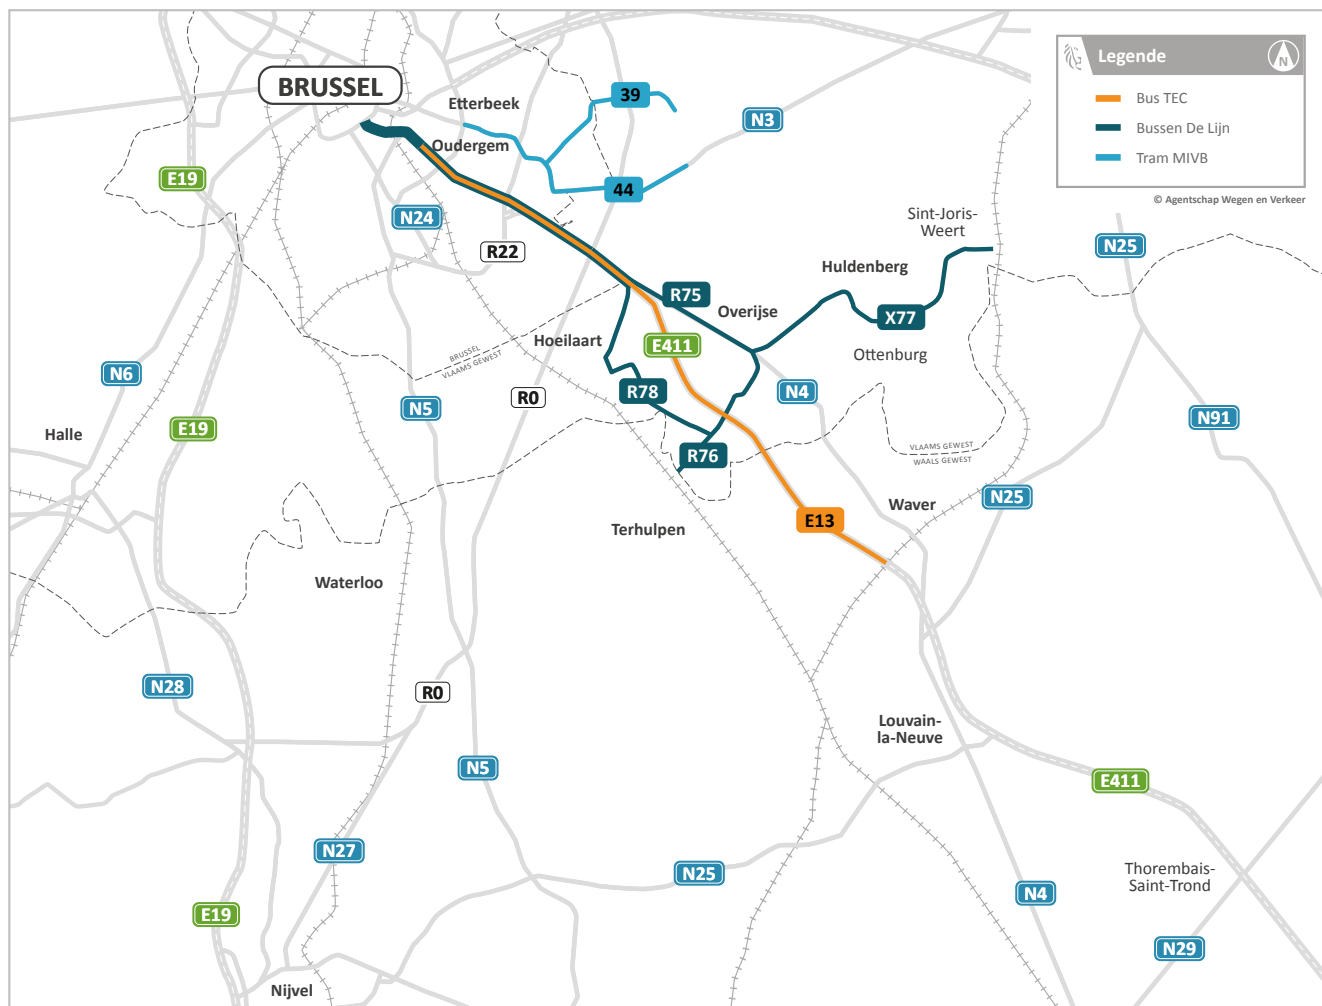 BRUSSEL
Etterbeek
39
N3
Oudergem
E19
44
N24
R22
Legende
N
Bus TEC
Bussen De Lijn
Tram MIVB
© Agentschap Wegen en Verkeer
Sint-Joris-
Weert
N25
Huldenberg
R75
Overijse
X77
Hoeilaart
E411
Ottenburg
BRUSSEL
VLAAMS GEWEST
N6
R78
N4
N5
R0
N91
E19
Halle
R76
VLAAMS GEWEST
WAALS GEWEST
N25
Waver
E13
Terhulpen
Waterloo
N28
R0
Louvain-
la-Neuve
N5
E411
N27
N25
Thorembais-
Saint-Trond
N4
E19
N29
Nijvel